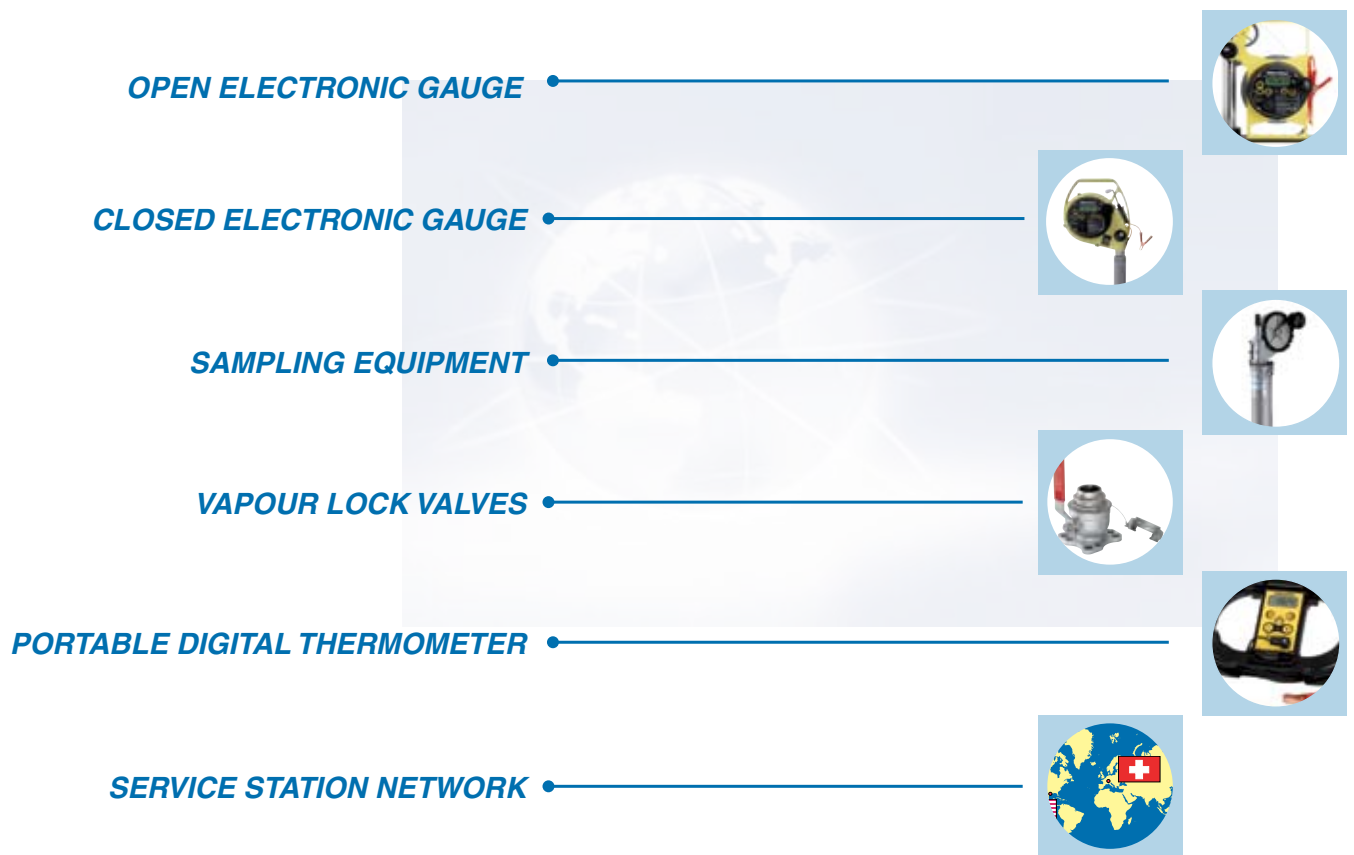 OPEN ELECTRONIC GAUGE
CLOSED ELECTRONIC GAUGE
SAMPLING EQUIPMENT
VAPOUR LOCK VALVES
PORTABLE DIGITAL THERMOMETER
SERVICE STATION NETWORK